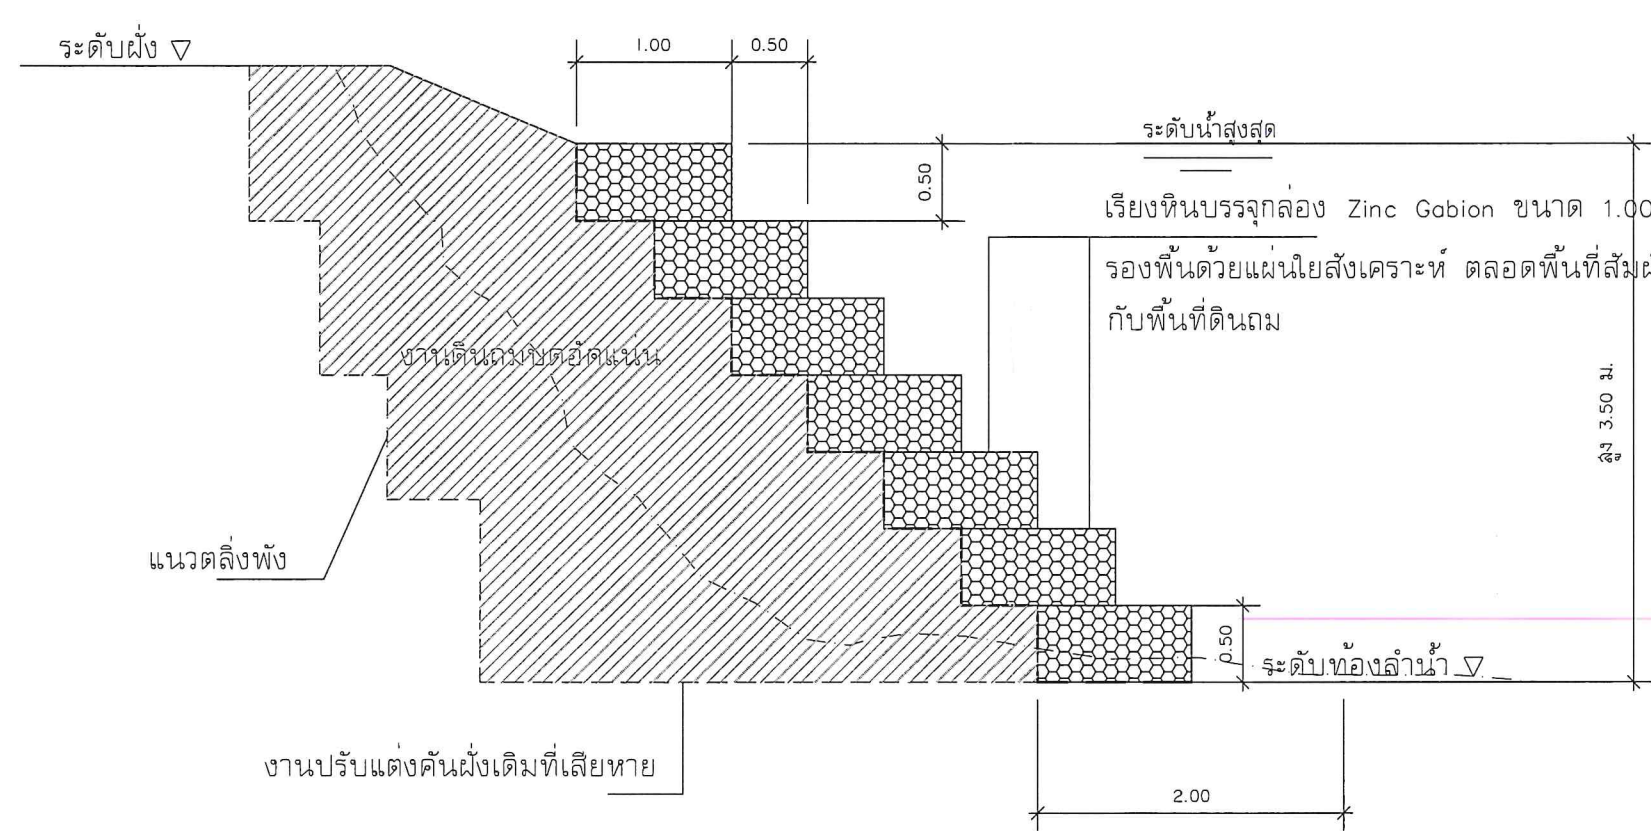 ระดับฝั่ง
1.00
0.50
ระดับน้ำสูงสุด
0.50
เรียงหินบรรจุกล่อง Zinc Gabion ขนาด 1.00
รองพื้นด้วยแผ่นใยสังเคราะห์ ตลอดพื้นที่สัมผั
กับพื้นที่ดินถม
งานดินถมบดอัดแน่น
สูง 3.50 ม.
แนวตลิ่งพัง
0.50
ระดับท้องลำน้ำ
งานปรับแต่งคันฝั่งเดิมที่เสียหาย
2.00